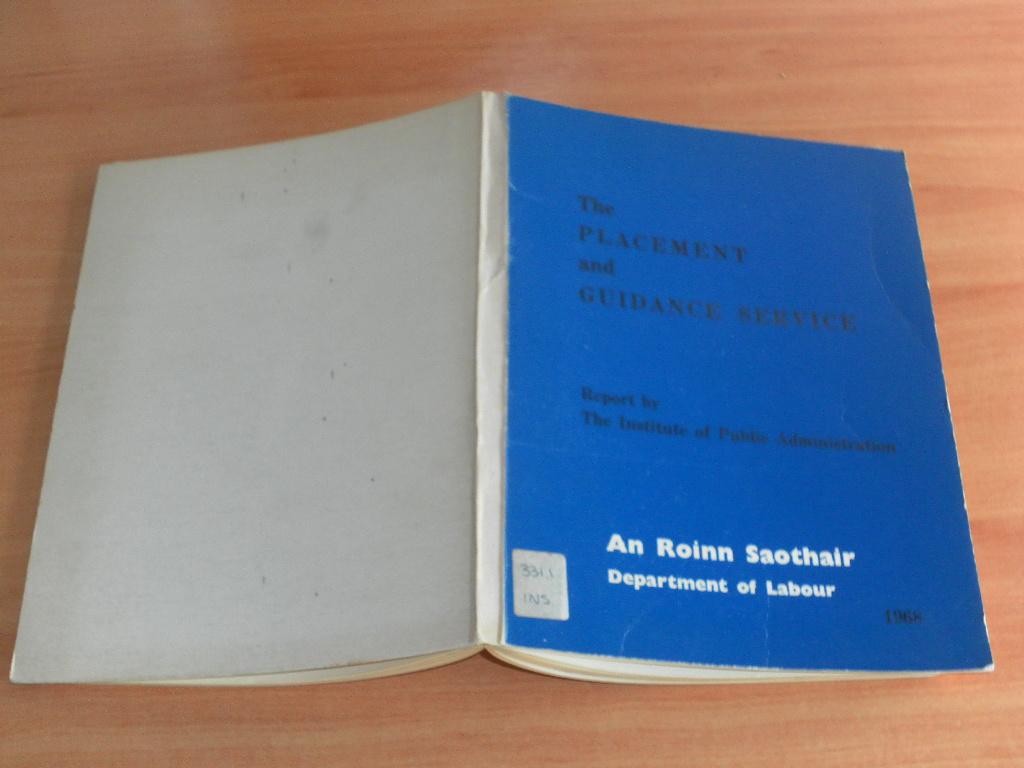 The
PLACEMENT
and
GUIDANCE SERVICE
Report by
The Institute of Public Administration
An Roinn Saothair
Department of Labour
1968
331.1
INS